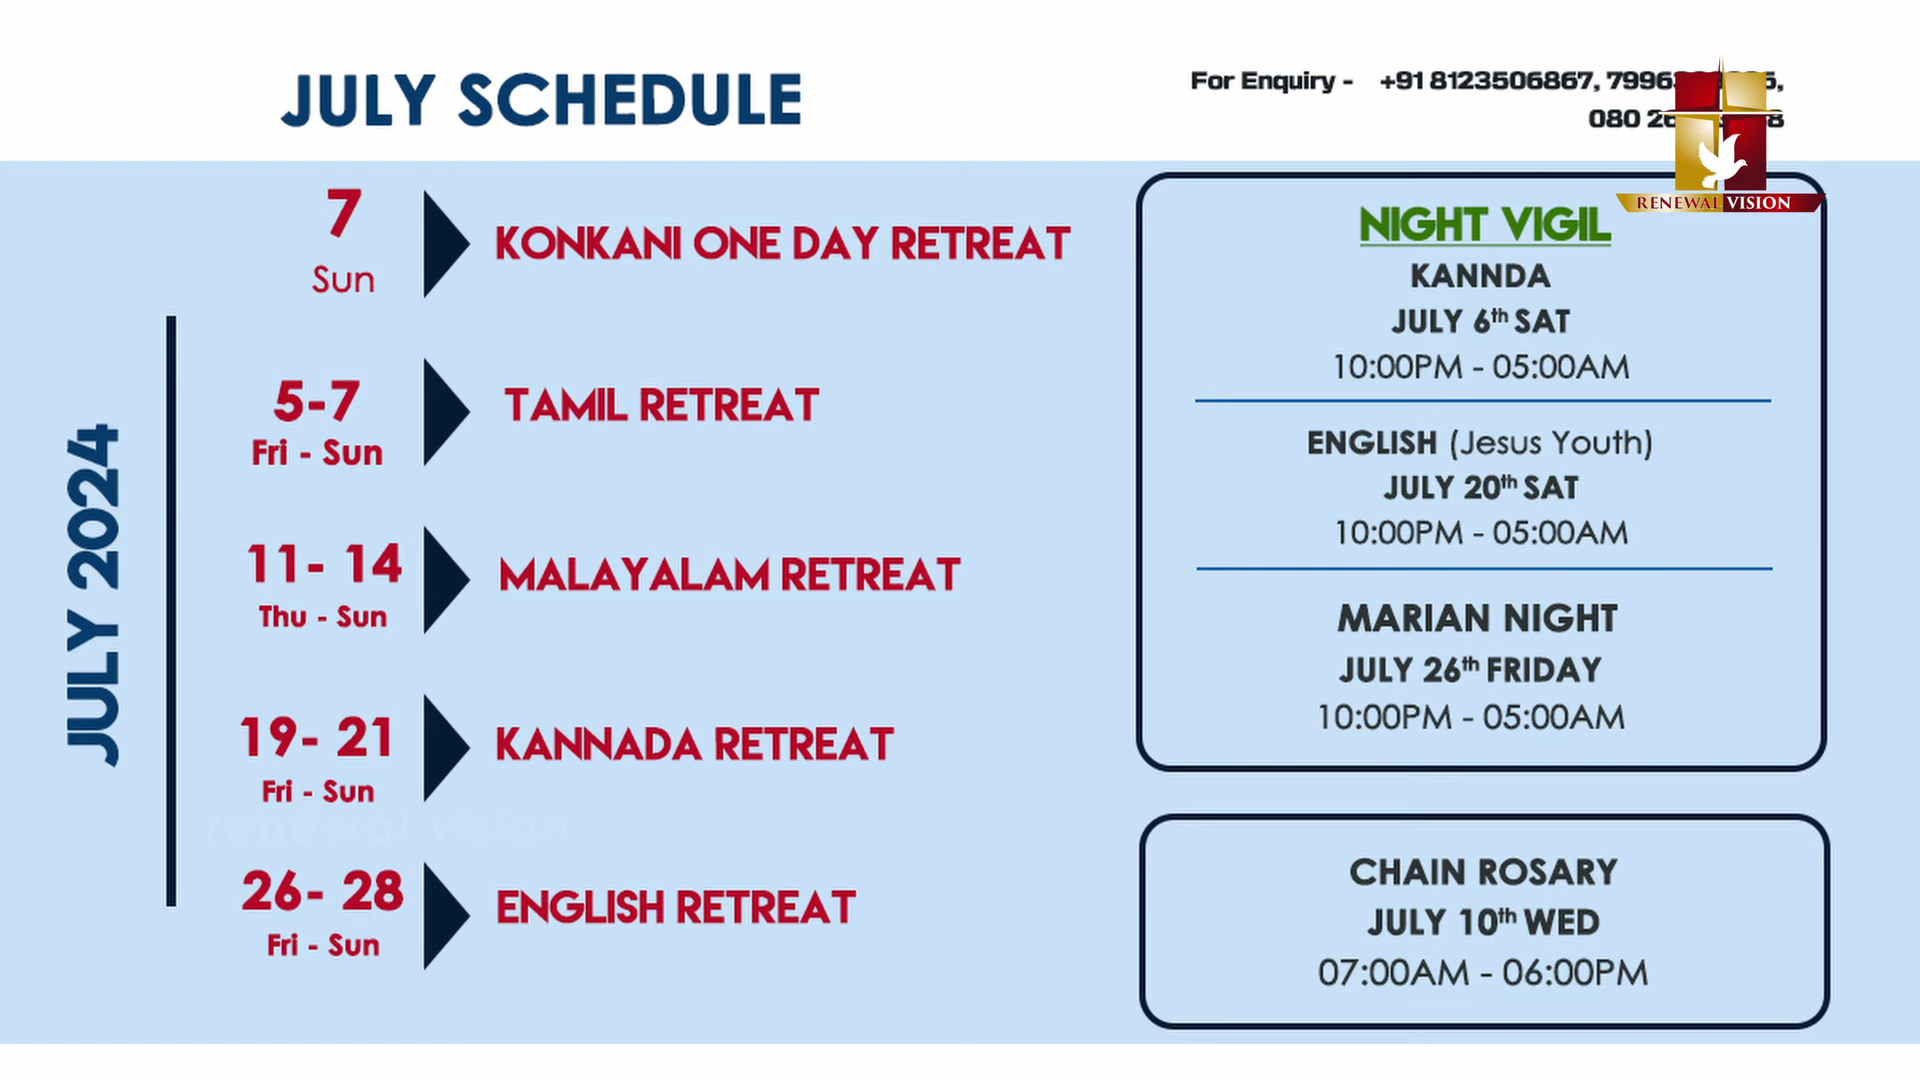 JULY SCHEDULE
For Enquiry - +91 8123506867,
080
RENEWAL VISION
JULY 2024
7
Sun
KONKANI ONE DAY RETREAT
5-7
Fri - Sun
TAMIL RETREAT
11- 14
Thu - Sun
MALAYALAM RETREAT
19- 21
Fri - Sun
KANNADA RETREAT
renewal vision
26- 28
Fri - Sun
ENGLISH RETREAT
NIGHT VIGIL
KANNDA
JULY 6th SAT
10:00PM - 05:00AM
ENGLISH (Jesus Youth)
JULY 20th SAT
10:00PM - 05:00AM
MARIAN NIGHT
JULY 26th FRIDAY
10:00PM - 05:00AM
CHAIN ROSARY
JULY 10th WED
07:00AM - 06:00PM